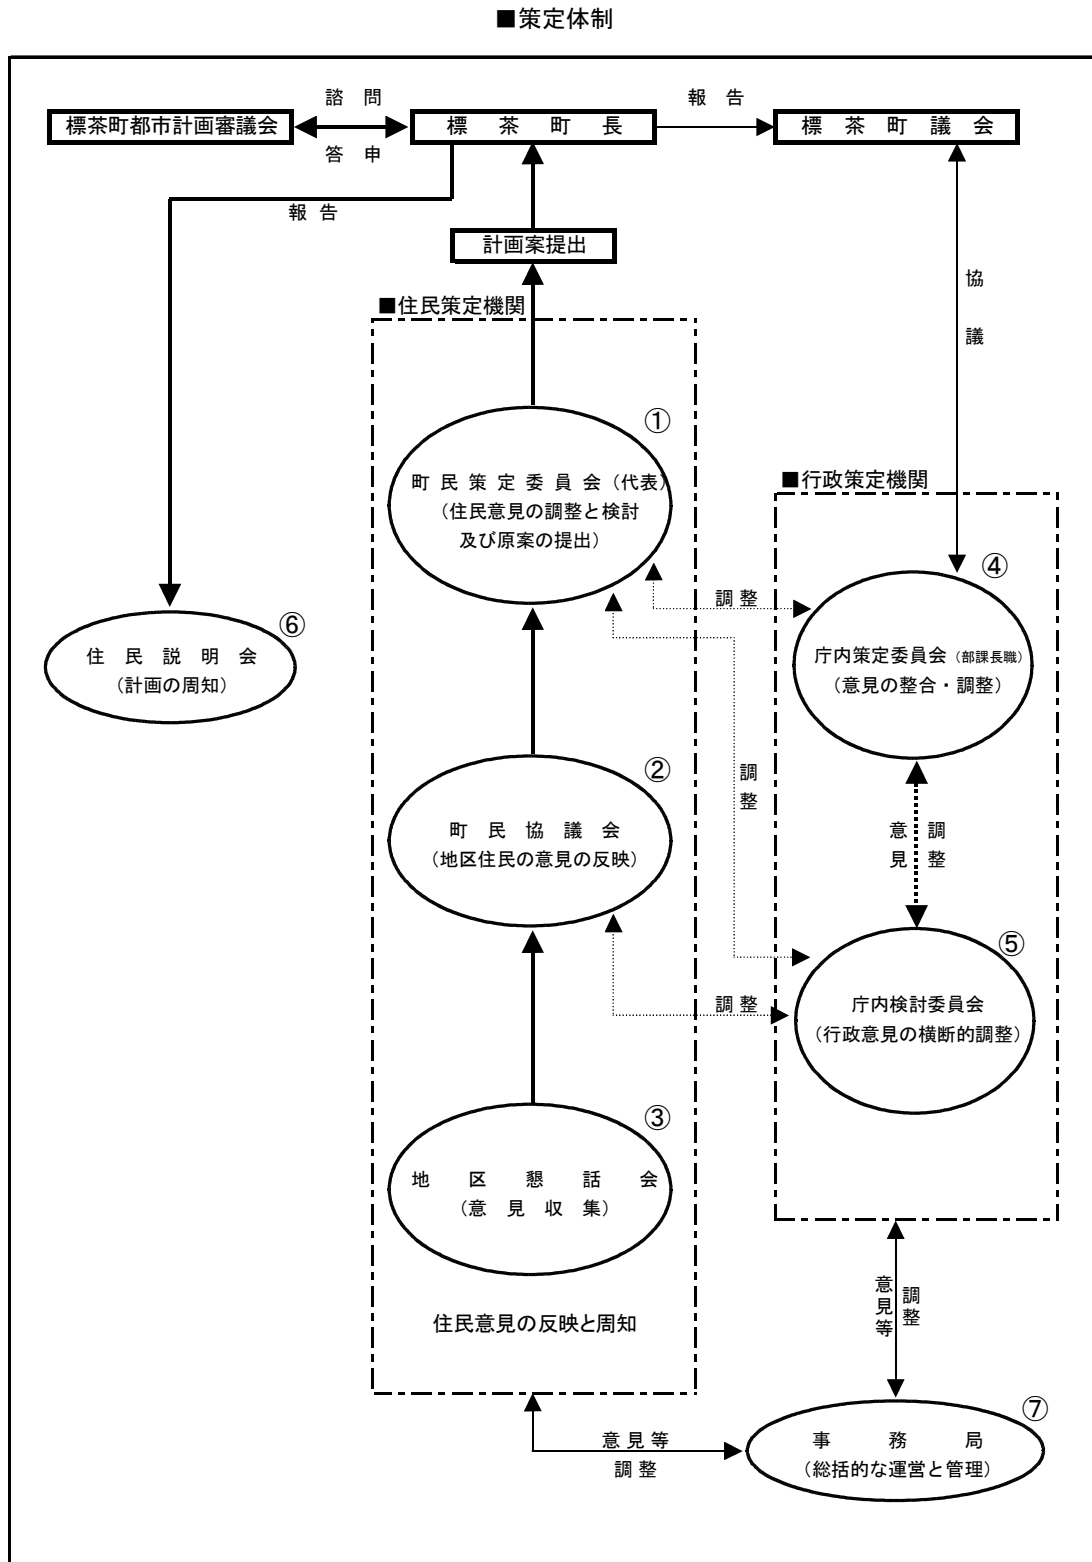 ■策定体制
諮問
報告
標茶町都市計画審議会
標茶町長
標茶町議会
答申
報告
計画案提出
協議
■住民策定機関
①
町民策定委員会（代表）
（住民意見の調整と検討
及び原案の提出）
■行政策定機関
④
調整
⑥
住民説明会
（計画の周知）
庁内策定委員会（部課長職）
（意見の整合・調整）
②
調整
町民協議会
（地区住民の意見の反映）
意見
調整
⑤
調整
庁内検討委員会
（行政意見の横断的調整）
③
地区懇話会
（意見収集）
住民意見の反映と周知
意見等
調整
⑦
意見等
調整
事務局
（総括的な運営と管理）